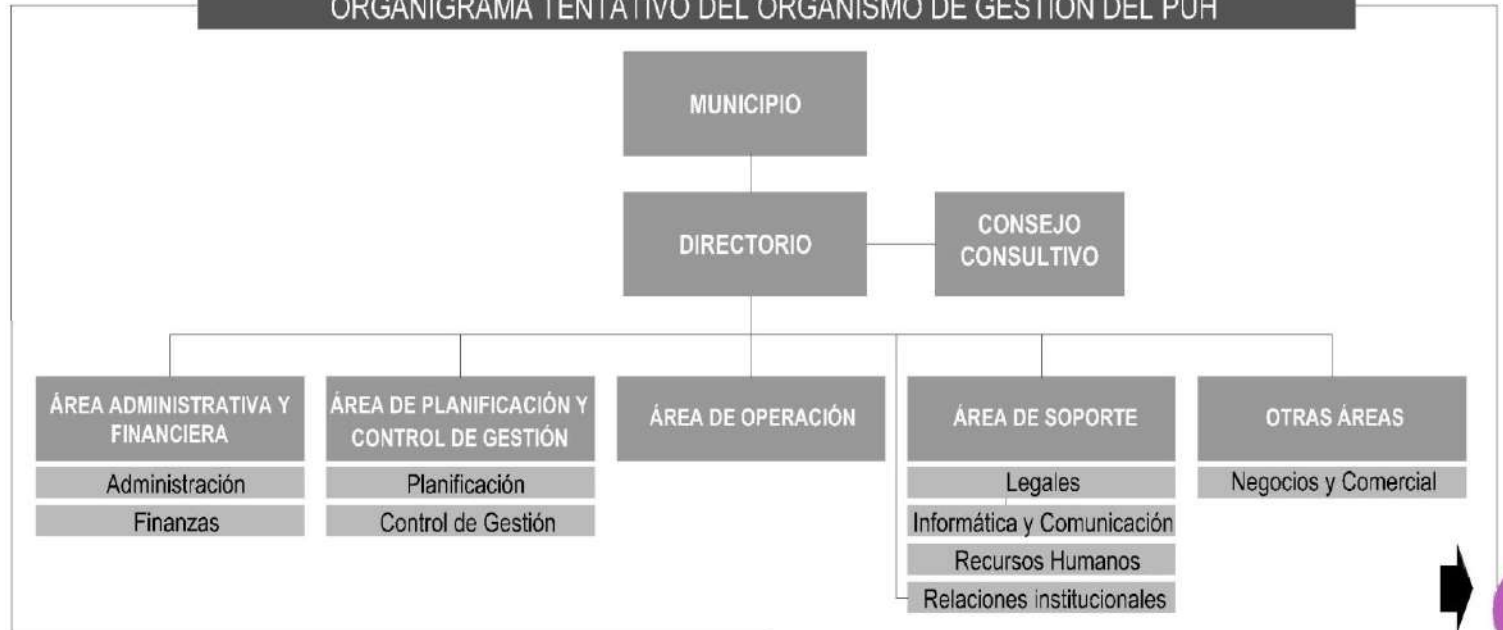 ORGANIGRAMA TENTATIVO DEL ORGANISMO DE GESTIÓN DEL PUH
MUNICIPIO
DIRECTORIO
CONSEJO
CONSULTIVO
ÁREA ADMINISTRATIVA Y
FINANCIERA
Administración
Finanzas
ÁREA DE PLANIFICACIÓN Y
CONTROL DE GESTIÓN
Planificación
Control de Gestión
ÁREA DE OPERACIÓN
ÁREA DE SOPORTE
Legales
Informática y Comunicación
Recursos Humanos
Relaciones institucionales
OTRAS ÁREAS
Negocios y Comercial